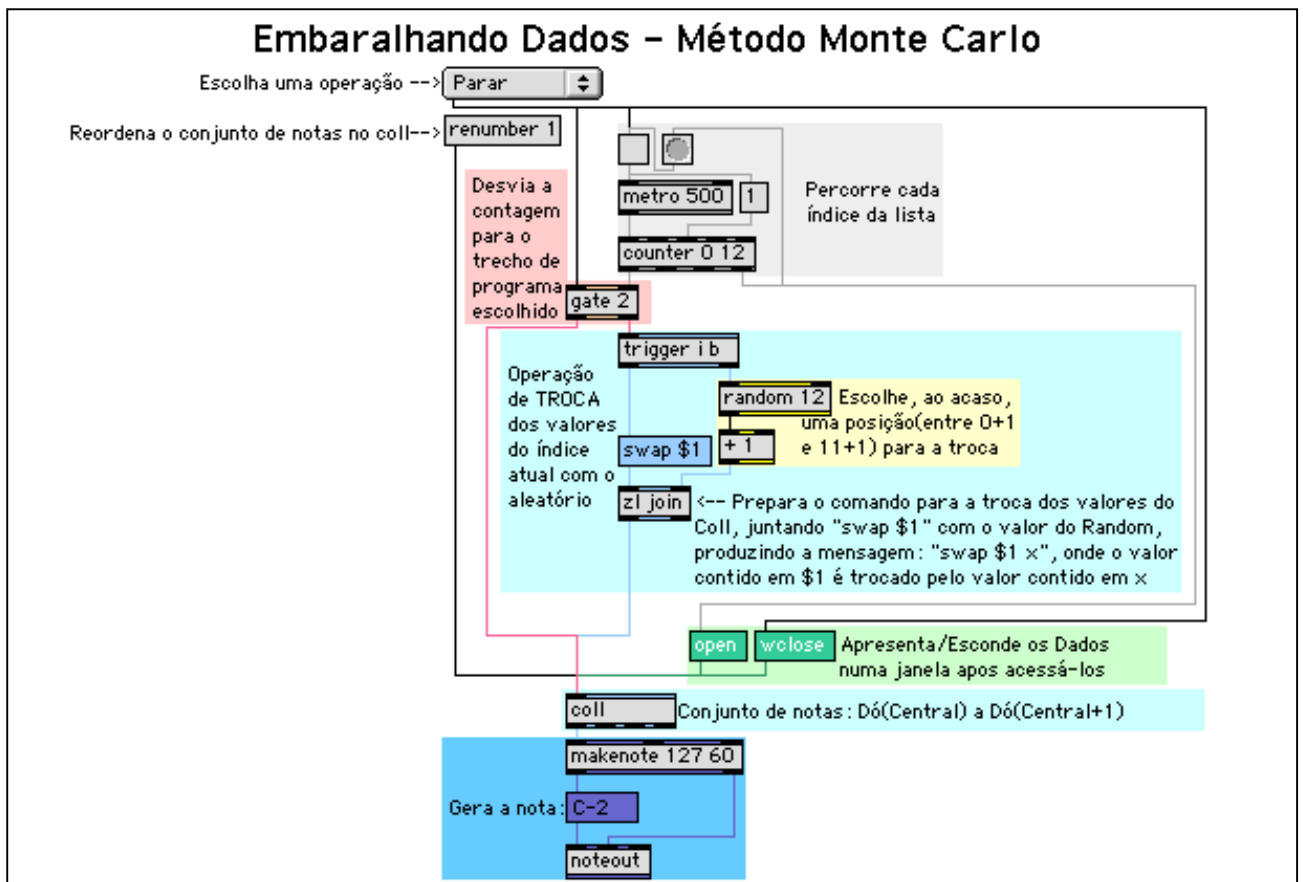 Embaralhando Dados - Método Monte Carlo
Escolha uma operação -->
Parar
Reordena o conjunto de notas no coll-->
renumber 1
Desvia a
contagem
para o
trecho de
programa
escolhido
metro 500
1
Percorre cada
índice da lista
counter 0 12
gate 2
trigger i b
Operação
de TROCA
dos valores
do índice
atual com o
aleatório
random 12
Escolhe, ao acaso,
uma posição(entre 0+1
e 11+1) para a troca
swap $1
+ 1
zl join
<-- Prepara o comando para a troca dos valores do
Coll, juntando "swap $1" com o valor do Random,
produzindo a mensagem: "swap $1 x", onde o valor
contido em $1 é trocado pelo valor contido em x
open
wclose
Apresenta/Esconde os Dados
numa janela apos acessá-los
coll
Conjunto de notas: Dó(Central) a Dó(Central+1)
makenote 127 60
Gera a nota:
C-2
noteout